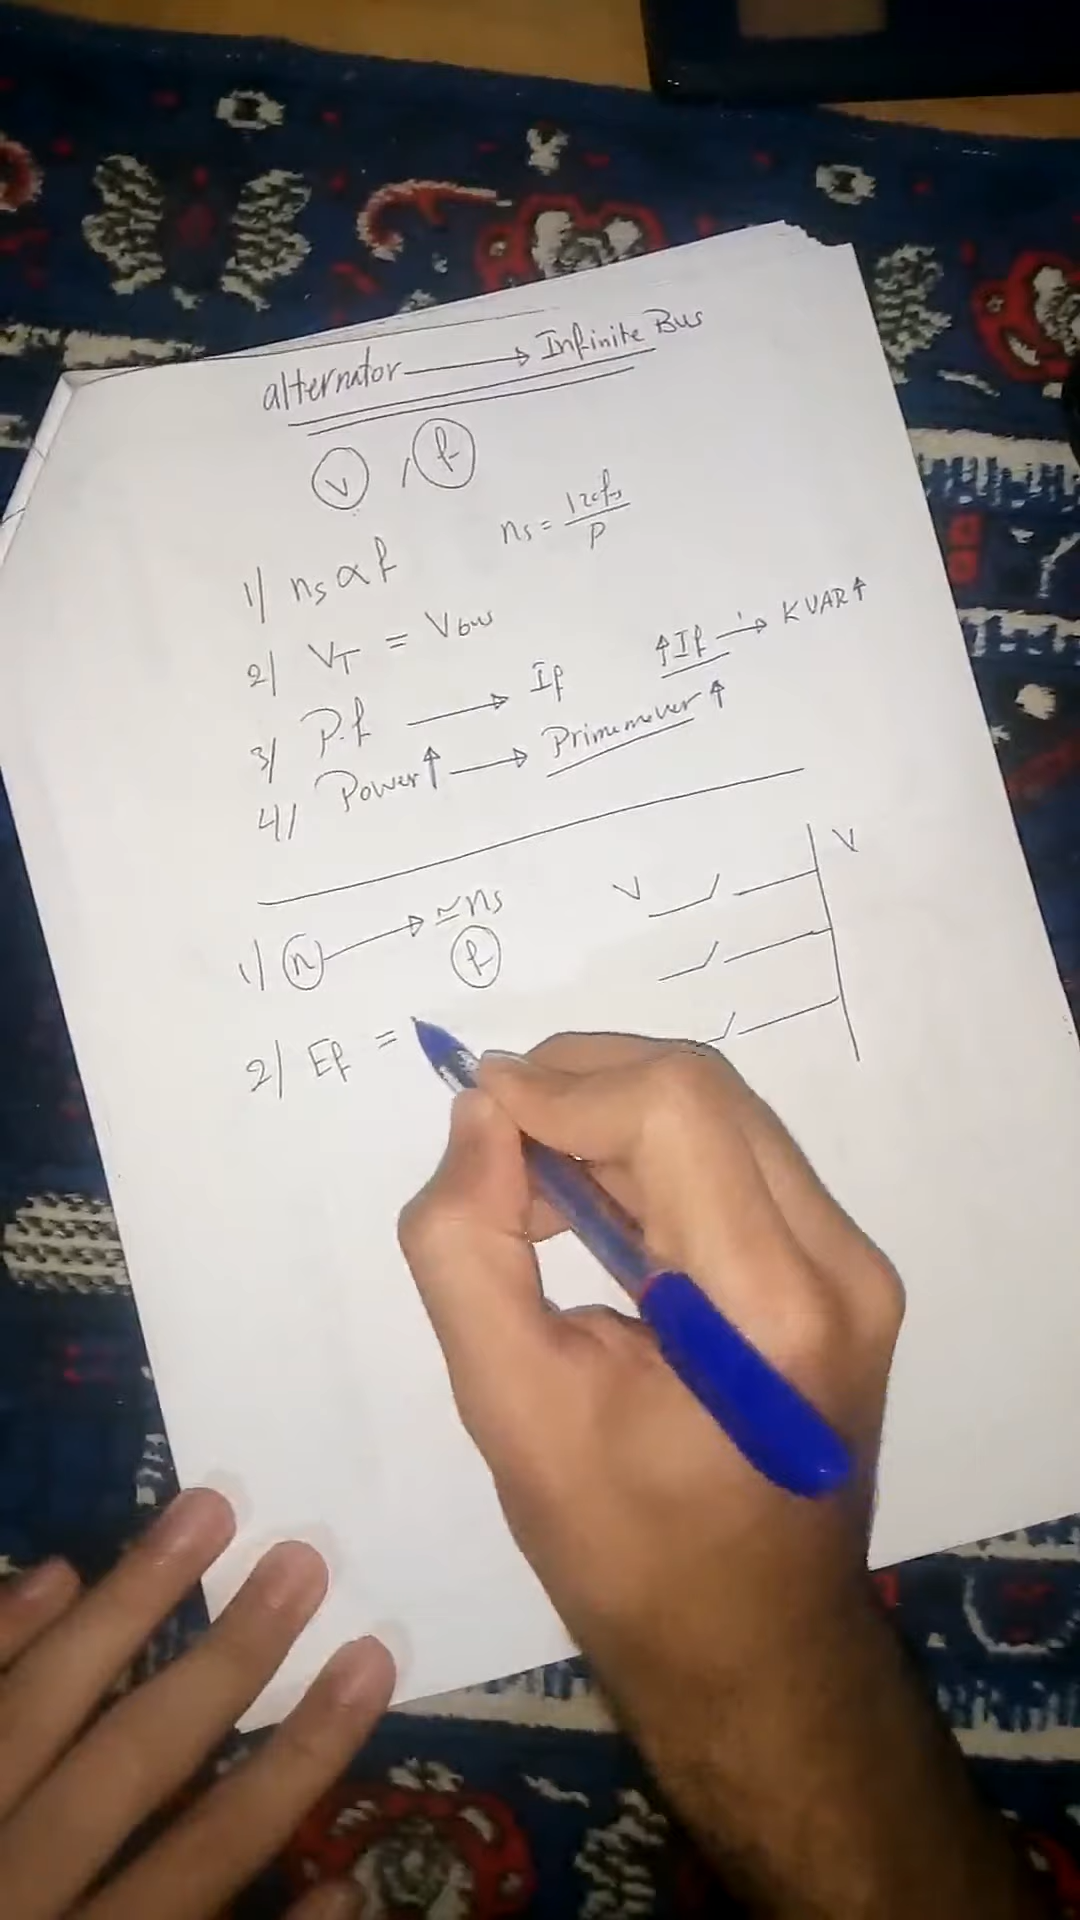 alternator → Infinite Bus
V , f
ns = 120fs / P
1/ ns ∝ f
2/ VT = Vbus
3/ P.f → If
↑If → KVAR↑
4/ Power↑ → Primemover↑
1/ n → ≃ns
f
V
V
2/ Ef =